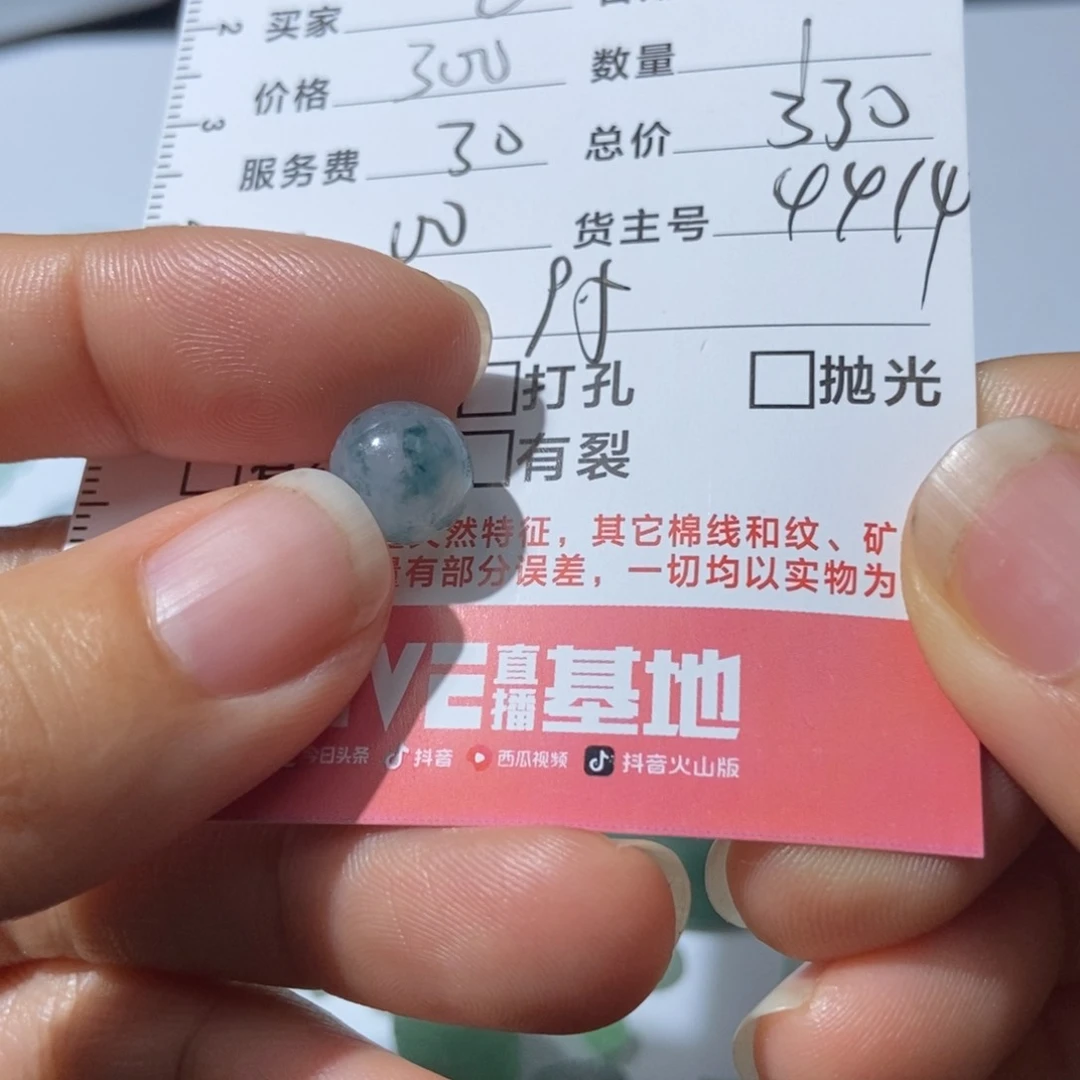 2 买家
价格 300 数量 1
3
服务费 30 总价 330
货主号 4414
打孔 抛光
有裂
然特征，其它棉线和纹、矿
量有部分误差，一切均以实物为
直播基地
今日头条 抖音 西瓜视频 抖音火山版